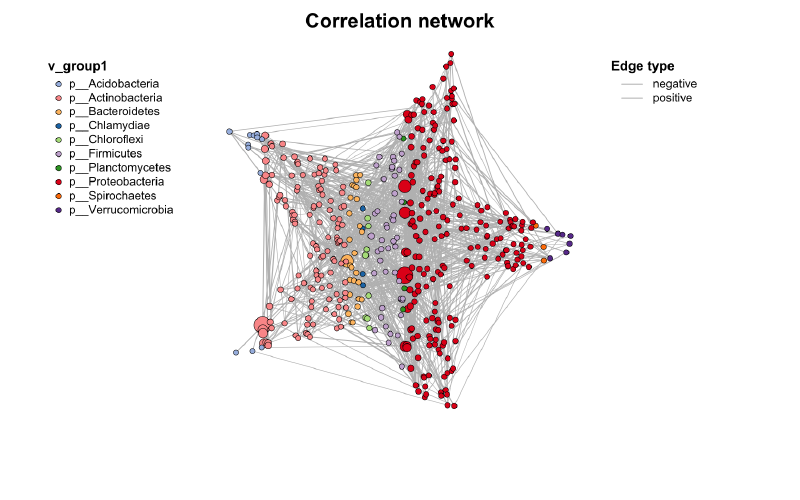 Correlation network
v_group1
p__Acidobacteria
p__Actinobacteria
p__Bacteroidetes
p__Chlamydiae
p__Chloroflexi
p__Firmicutes
p__Planctomycetes
p__Proteobacteria
p__Spirochaetes
p__Verrucomicrobia
Edge type
negative
positive